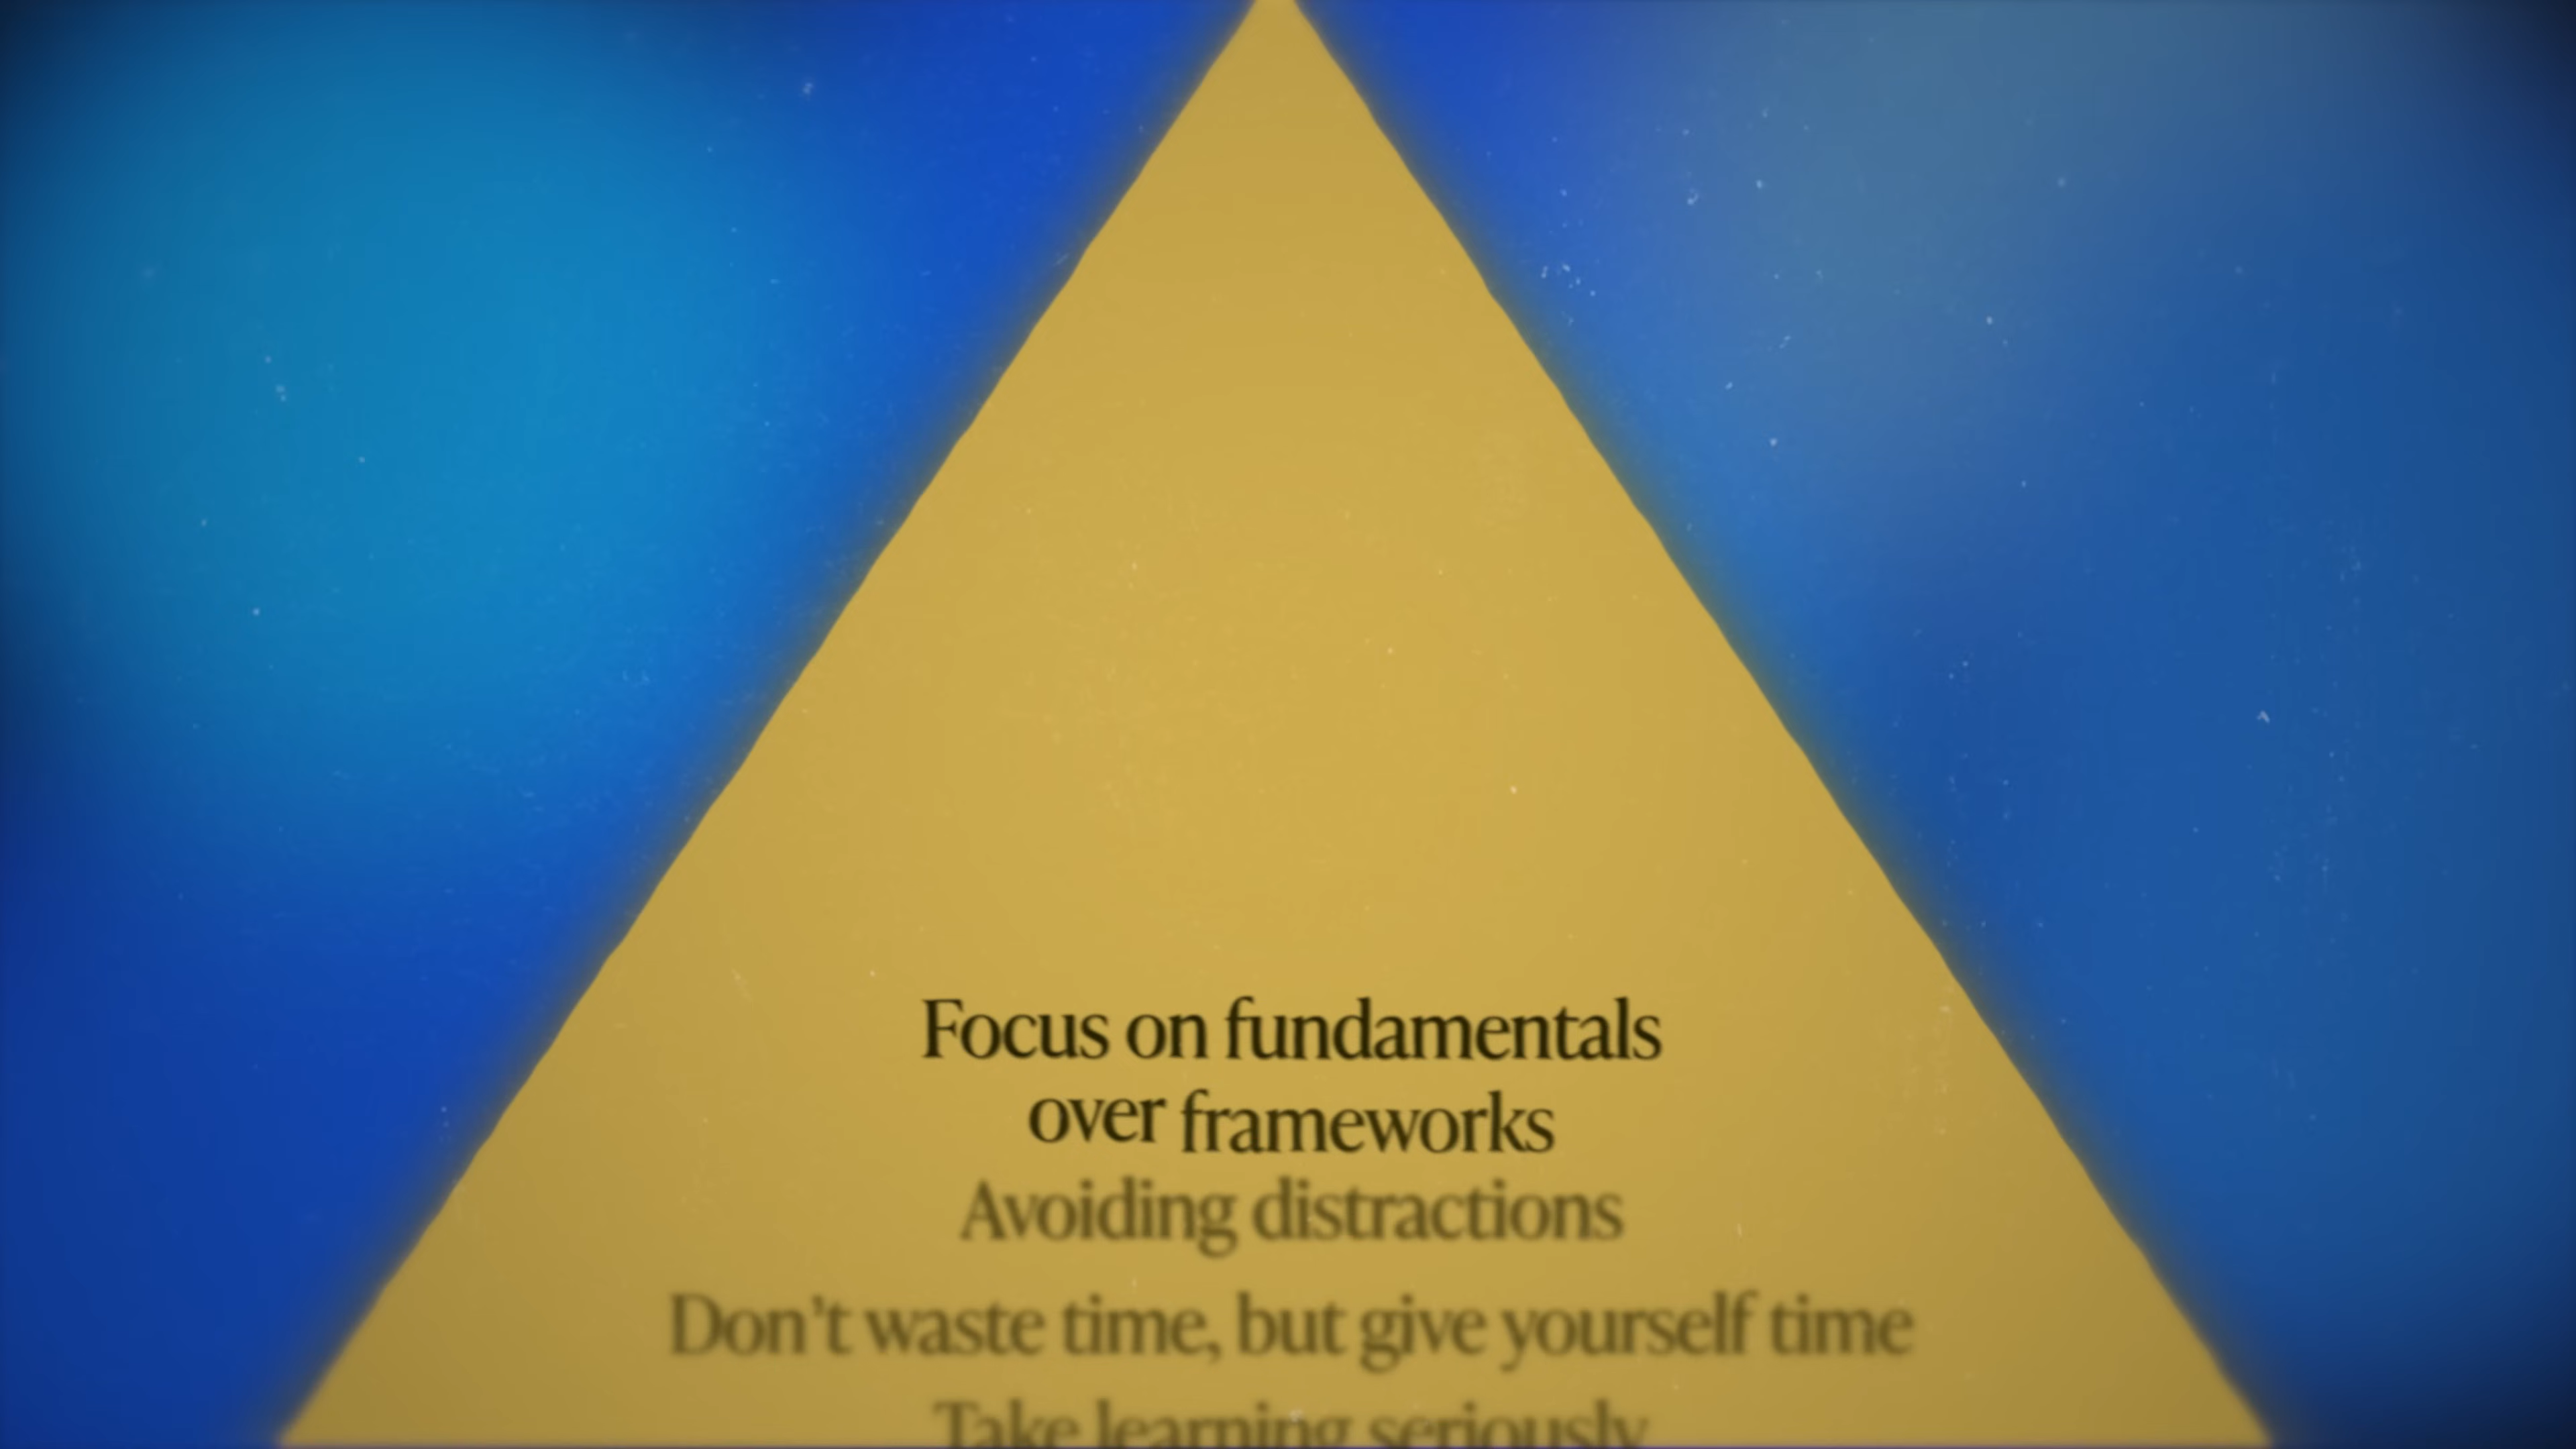 Focus on fundamentals
over frameworks
Avoiding distractions
Don't waste time, but give yourself time
Take learning seriously